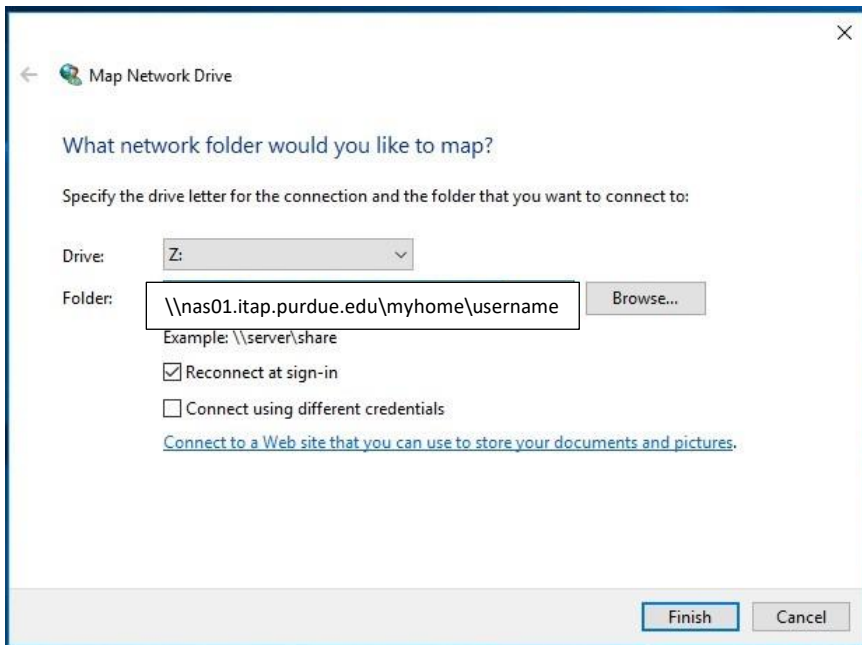 Map Network Drive
What network folder would you like to map?
Specify the drive letter for the connection and the folder that you want to connect to:
Drive: Z:
Folder: \\nas01.itap.purdue.edu\myhome\username Browse...
Example: \\server\share
Reconnect at sign-in
Connect using different credentials
Connect to a Web site that you can use to store your documents and pictures.
Finish Cancel